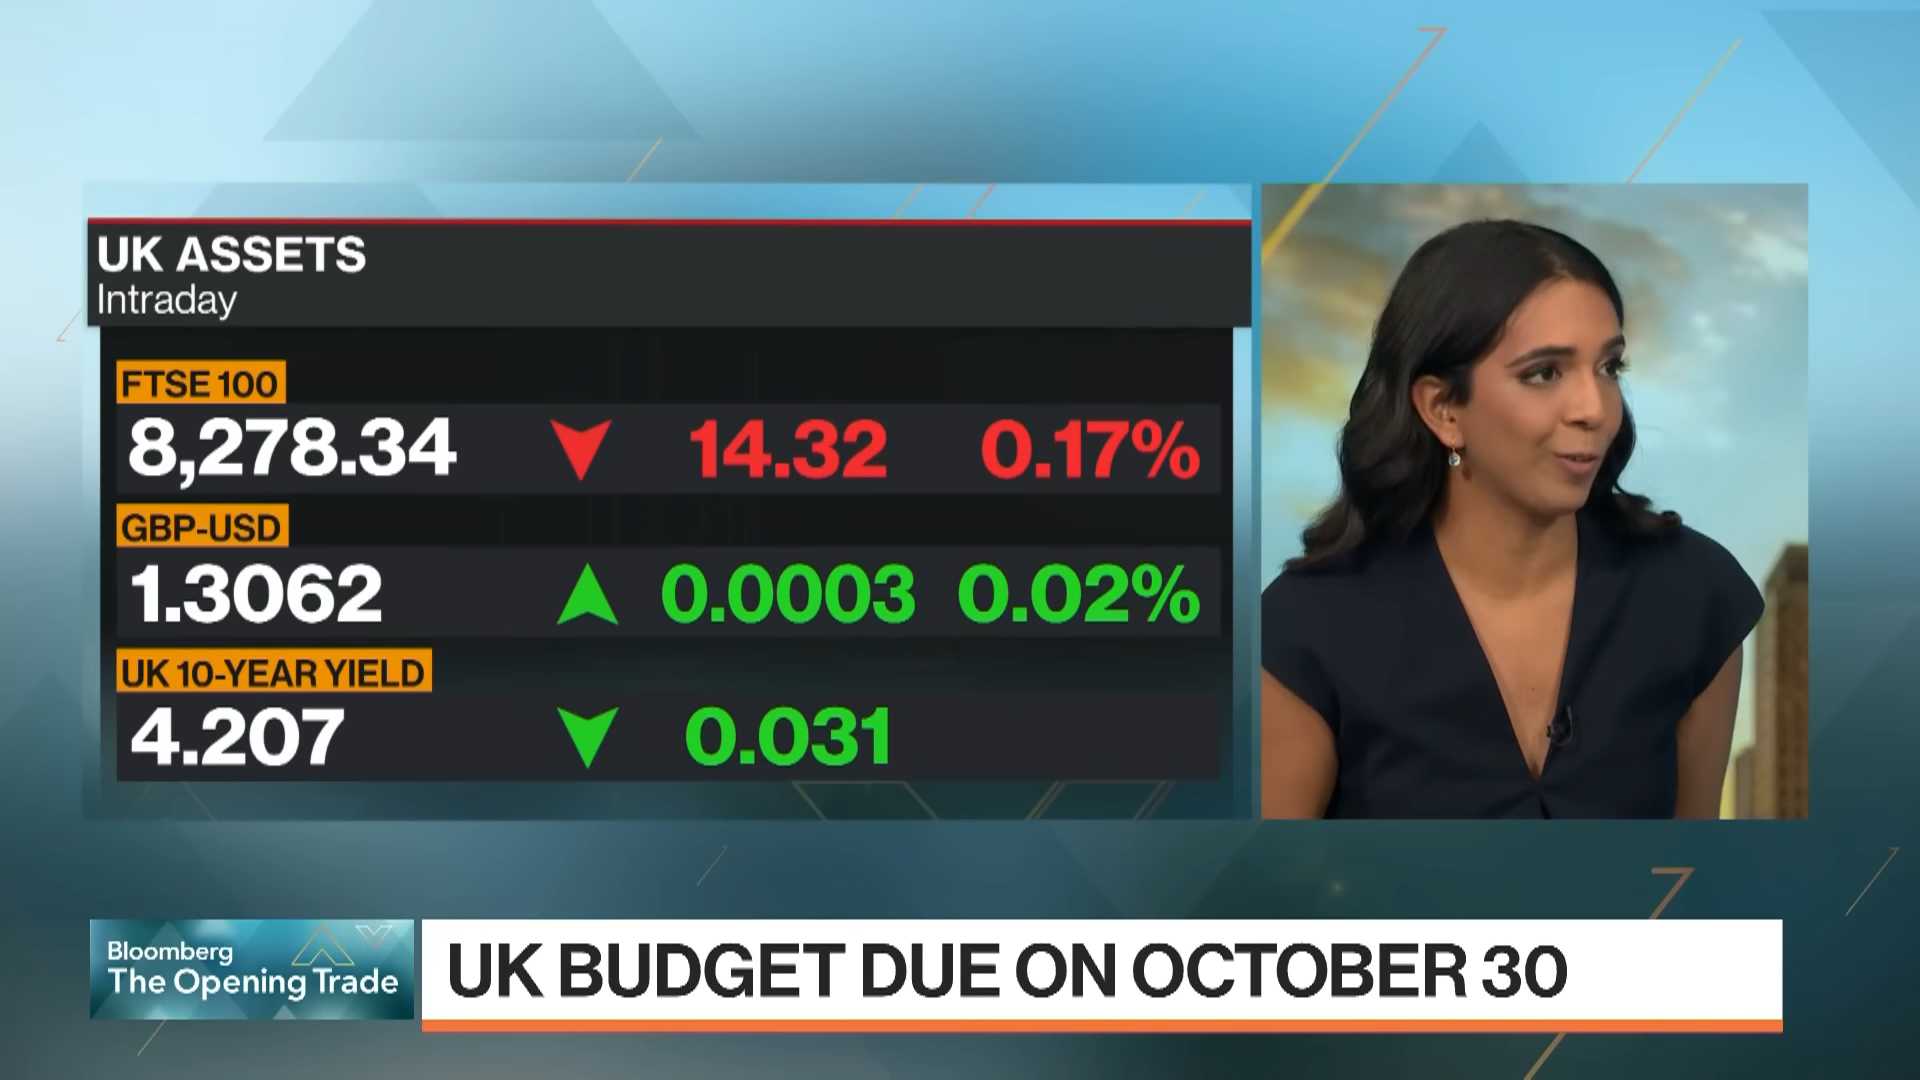 UK ASSETS
Intraday
FTSE 100
8,278.34 ▼ 14.32 0.17%
GBP-USD
1.3062 ▲ 0.0003 0.02%
UK 10-YEAR YIELD
4.207 ▼ 0.031
Bloomberg
The Opening Trade
UK BUDGET DUE ON OCTOBER 30